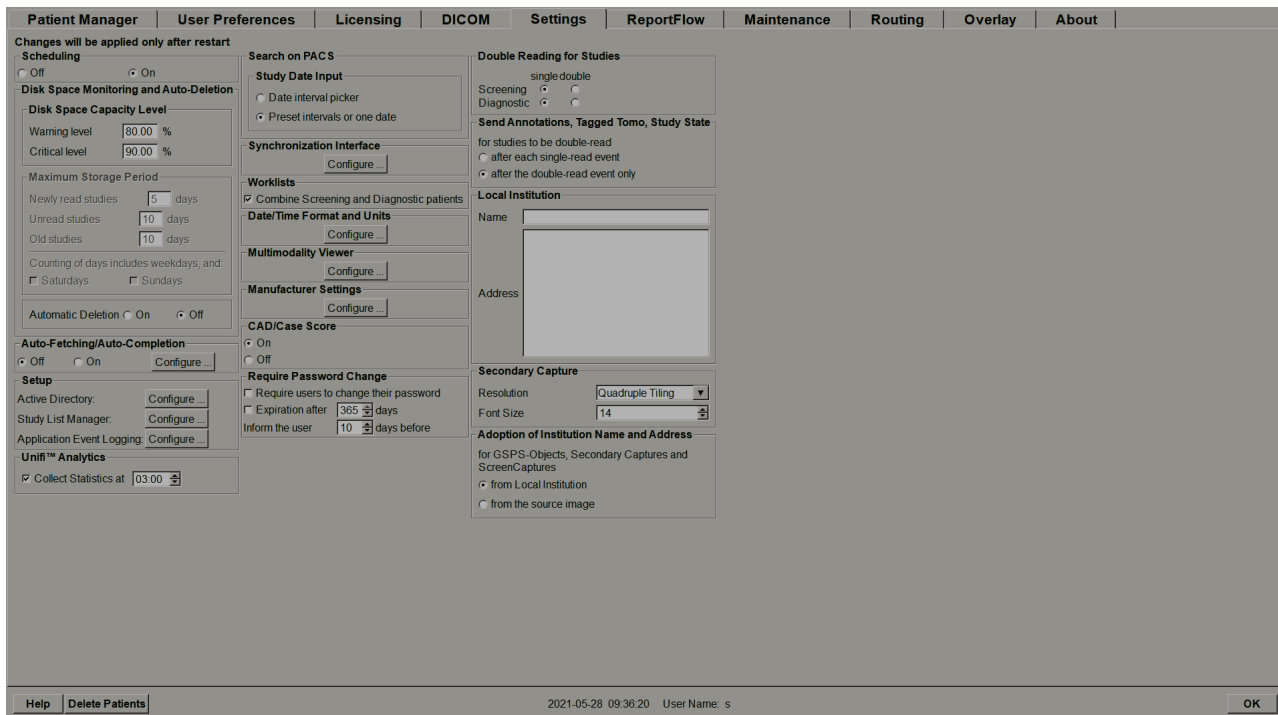 Patient Manager User Preferences Licensing DICOM Settings ReportFlow Maintenance Routing Overlay About
Changes will be applied only after restart
Scheduling
Off On
Disk Space Monitoring and Auto-Deletion
Disk Space Capacity Level
Warning level 80.00 %
Critical level 90.00 %
Maximum Storage Period
Newly read studies 5 days
Unread studies 10 days
Old studies 10 days
Counting of days includes weekdays, and:
Saturdays Sundays
Automatic Deletion On Off
Auto-Fetching/Auto-Completion
Off On Configure ...
Setup
Active Directory: Configure ...
Study List Manager: Configure ...
Application Event Logging: Configure ...
Unifi™ Analytics
Collect Statistics at 03:00
Search on PACS
Study Date Input
Date interval picker
Preset intervals or one date
Synchronization Interface
Configure ...
Worklists
Combine Screening and Diagnostic patients
Date/Time Format and Units
Configure ...
Multimodality Viewer
Configure ...
Manufacturer Settings
Configure ...
CAD/Case Score
On
Off
Require Password Change
Require users to change their password
Expiration after 365 days
Inform the user 10 days before
Double Reading for Studies
single double
Screening
Diagnostic
Send Annotations, Tagged Tomo, Study State
for studies to be double-read
after each single-read event
after the double-read event only
Local Institution
Name
Address
Secondary Capture
Resolution Quadruple Tiling
Font Size 14
Adoption of Institution Name and Address
for GSPS-Objects, Secondary Captures and
ScreenCaptures
from Local Institution
from the source image
Help Delete Patients 2021-05-28 09:36:20 User Name: s OK